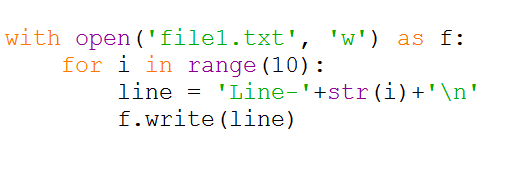 with open('file1.txt', 'w') as f:
    for i in range(10):
        line = 'Line-'+str(i)+'\n'
        f.write(line)